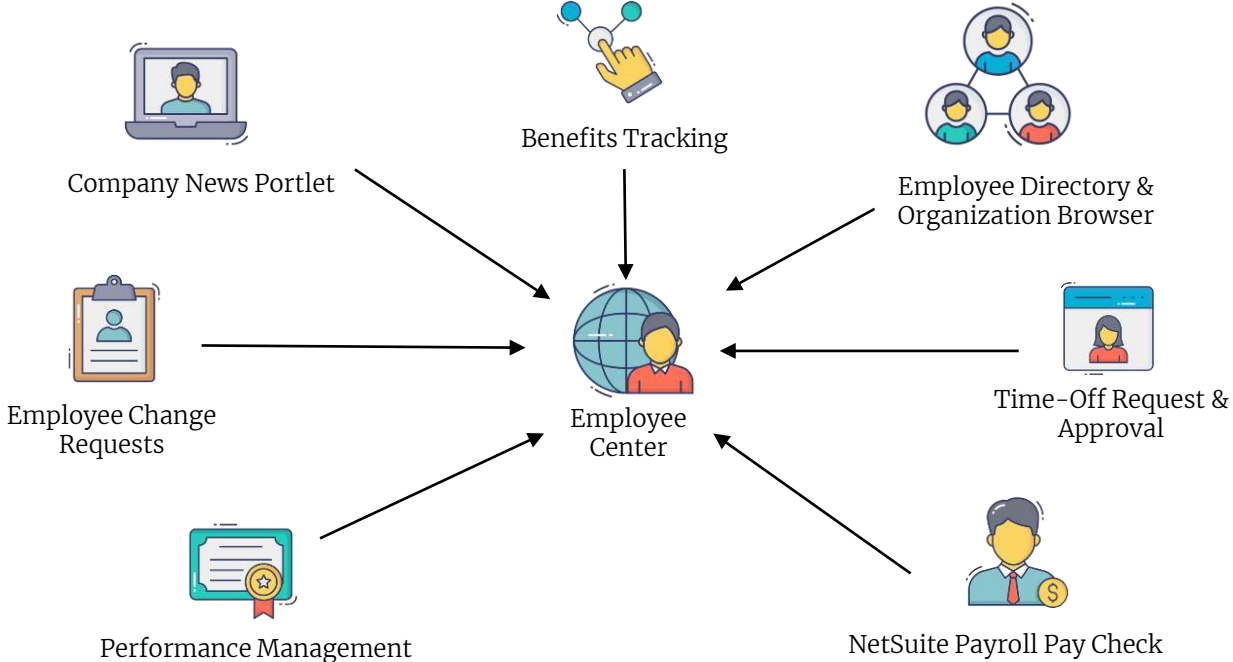 Benefits Tracking
Company News Portlet
Employee Directory &
Organization Browser
Employee Change
Requests
Employee
Center
Time-Off Request &
Approval
Performance Management
NetSuite Payroll Pay Check
$